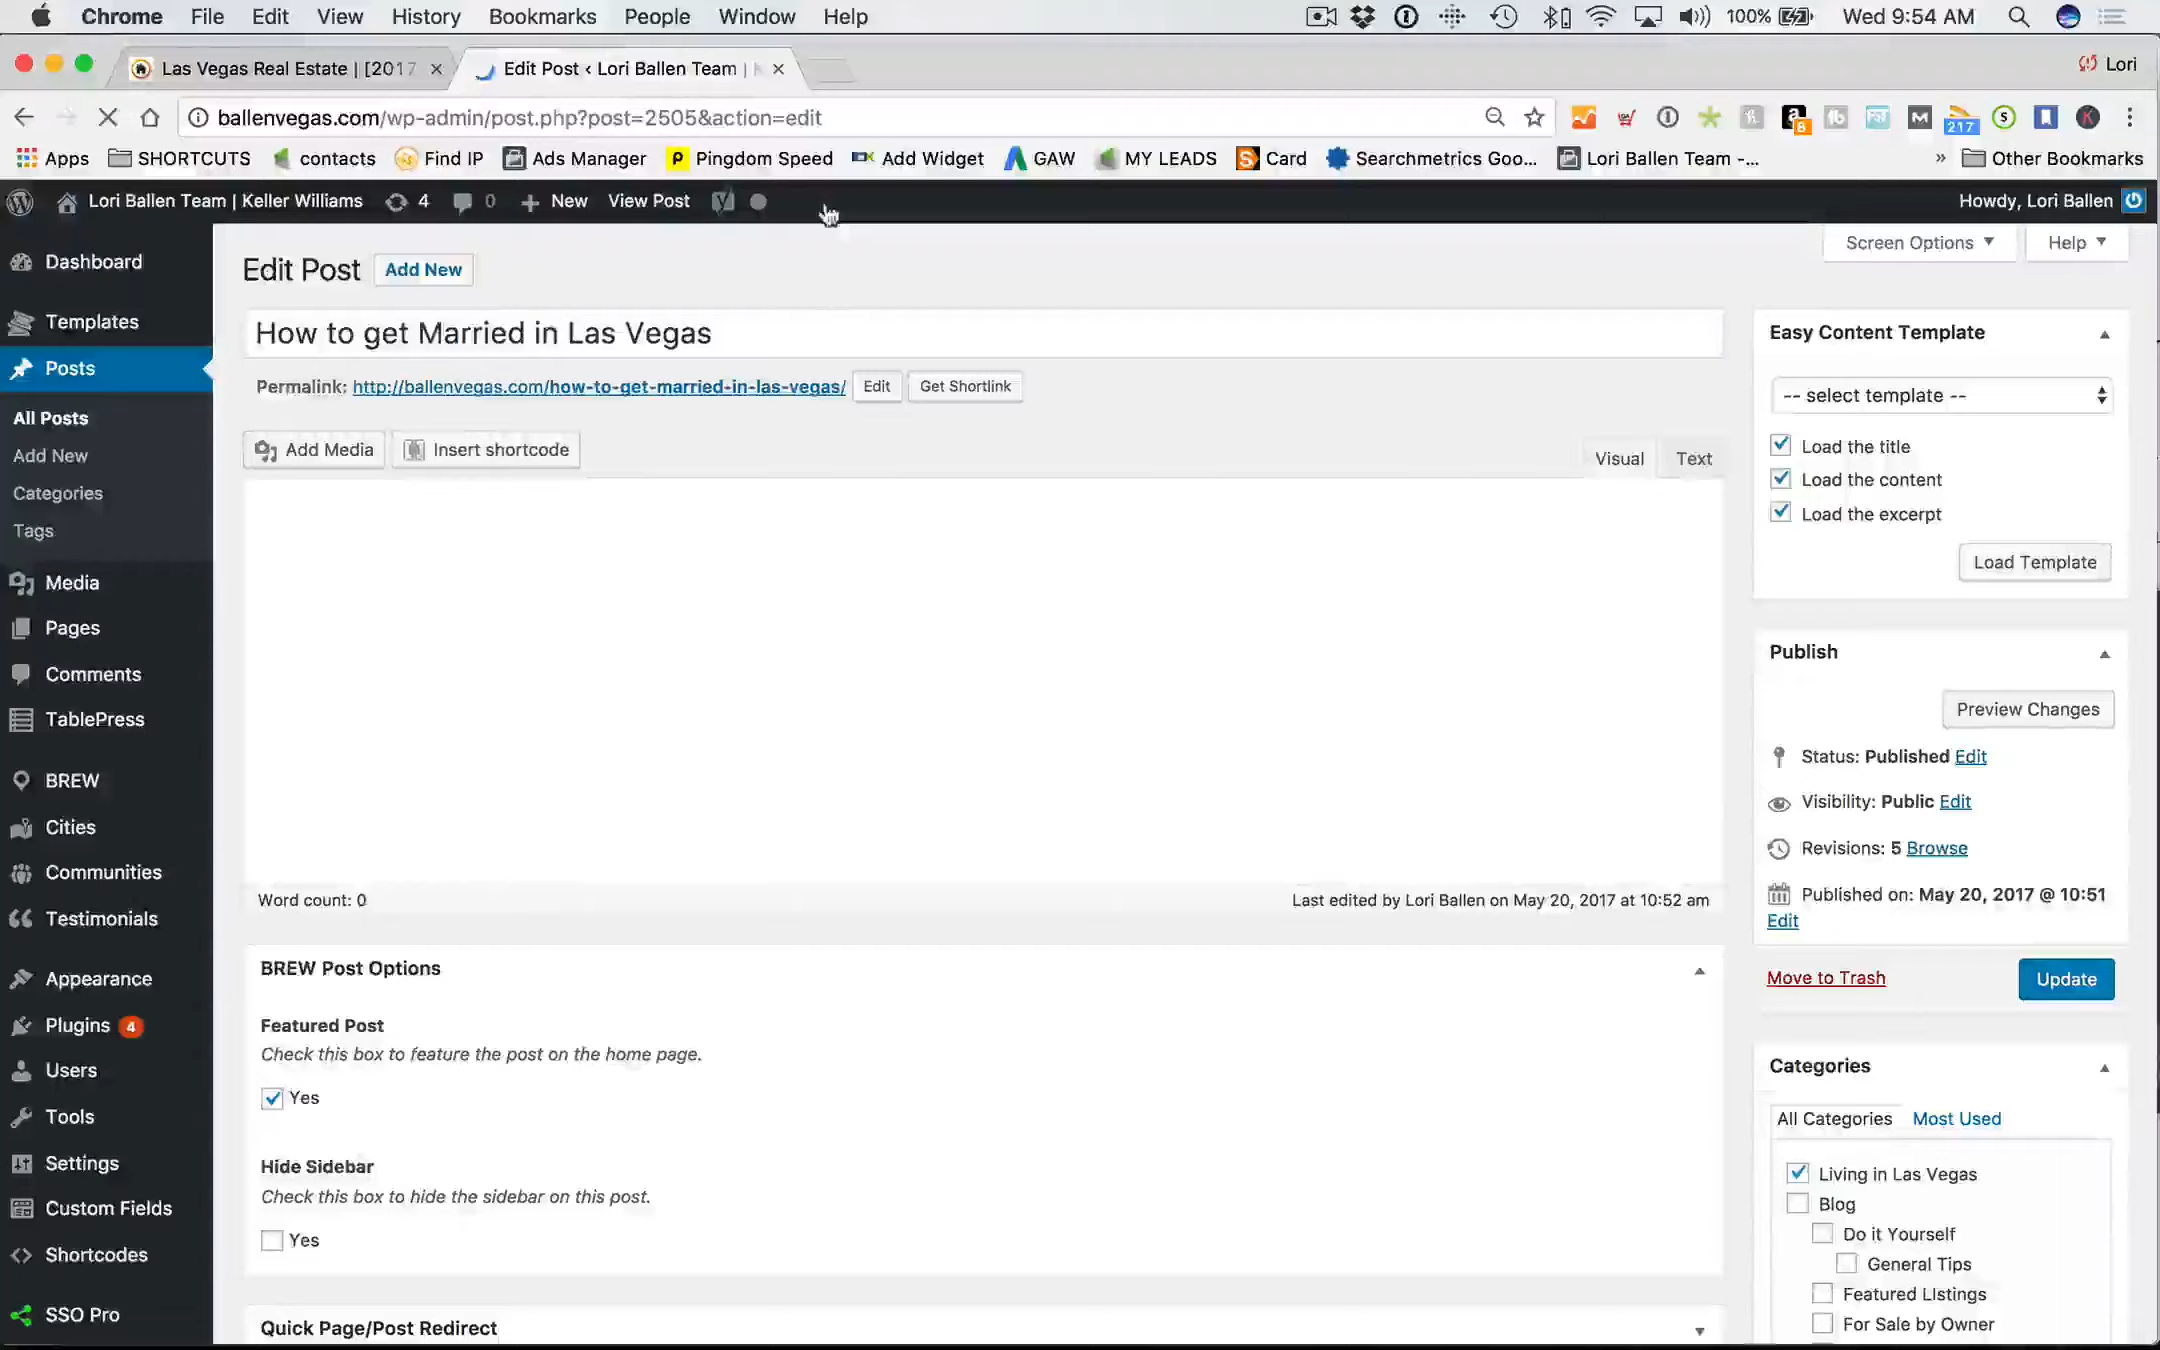 Chrome File Edit View History Bookmarks People Window Help 100% Wed 9:54 AM
Las Vegas Real Estate | [2017
Edit Post ‹ Lori Ballen Team |
Lori
ballenvegas.com/wp-admin/post.php?post=2505&action=edit
8
217
Apps SHORTCUTS contacts Find IP Ads Manager Pingdom Speed Add Widget GAW MY LEADS Card Searchmetrics Goo... Lori Ballen Team -... » Other Bookmarks
Lori Ballen Team | Keller Williams 4 0 New View Post
Howdy, Lori Ballen
Screen Options
Help
Dashboard
Templates
Posts
All Posts
Add New
Categories
Tags
Media
Pages
Comments
TablePress
BREW
Cities
Communities
Testimonials
Appearance
Plugins 4
Users
Tools
Settings
Custom Fields
Shortcodes
SSO Pro
Edit Post Add New
How to get Married in Las Vegas
Permalink: http://ballenvegas.com/how-to-get-married-in-las-vegas/ Edit Get Shortlink
Add Media Insert shortcode
Visual Text
Word count: 0
Last edited by Lori Ballen on May 20, 2017 at 10:52 am
BREW Post Options
Featured Post
Check this box to feature the post on the home page.
Yes
Hide Sidebar
Check this box to hide the sidebar on this post.
Yes
Quick Page/Post Redirect
Easy Content Template
-- select template --
Load the title
Load the content
Load the excerpt
Load Template
Publish
Preview Changes
Status: Published Edit
Visibility: Public Edit
Revisions: 5 Browse
Published on: May 20, 2017 @ 10:51
Edit
Move to Trash
Update
Categories
All Categories Most Used
Living in Las Vegas
Blog
Do it Yourself
General Tips
Featured LIstings
For Sale by Owner